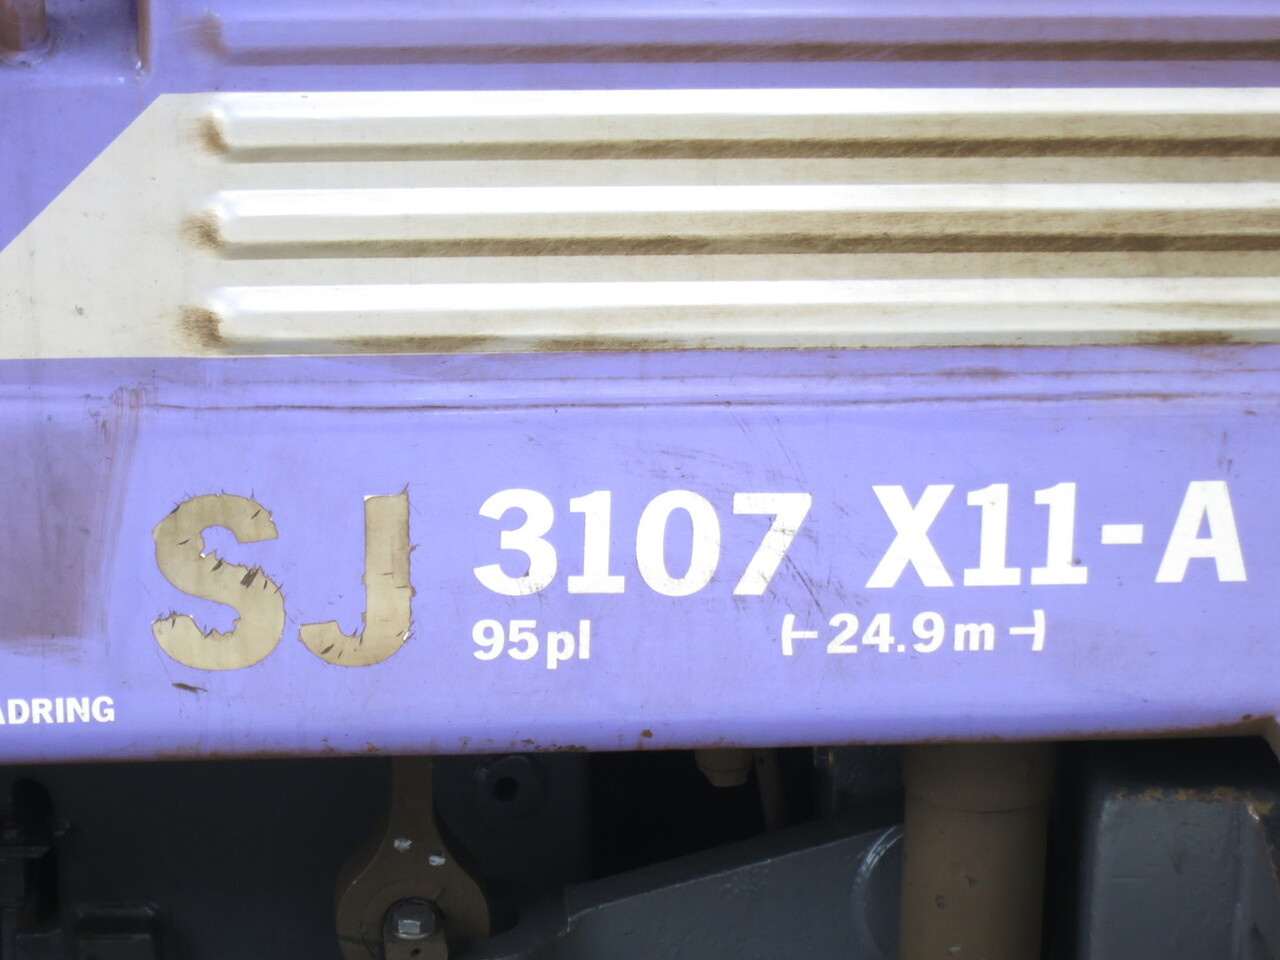 SJ 3107 X11-A
95pl 24.9m
ADRING